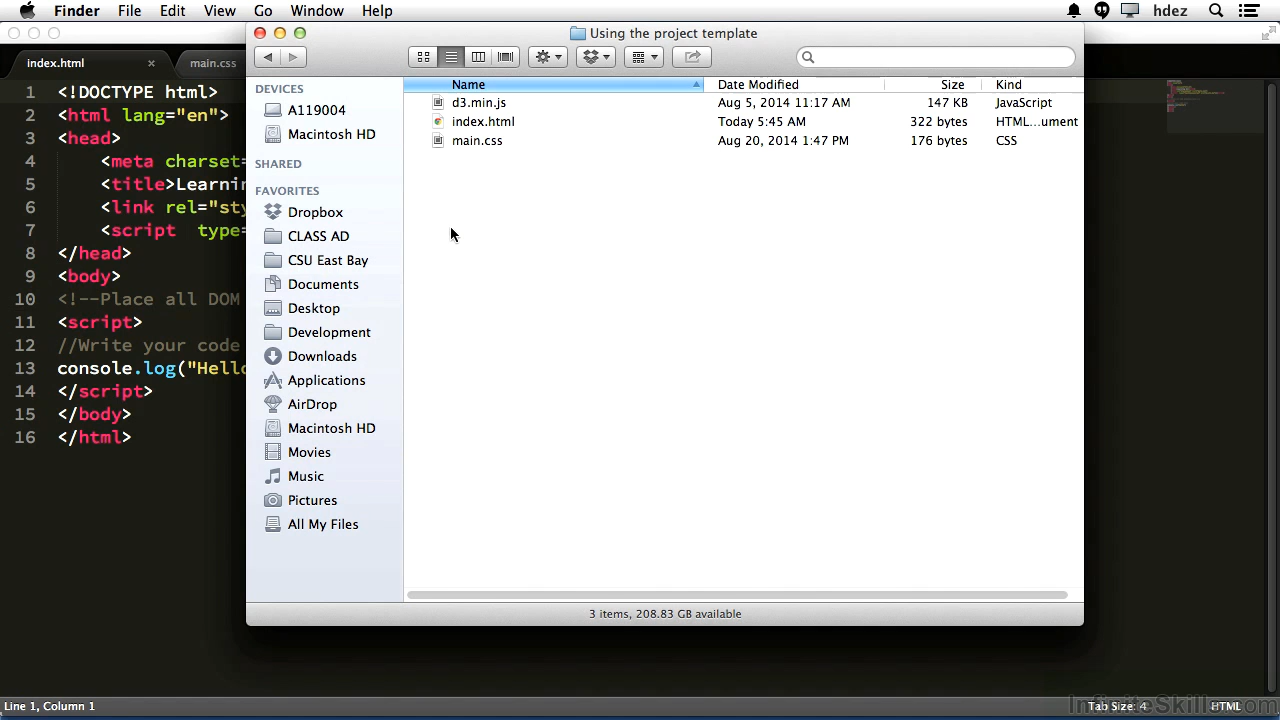 Finder File Edit View Go Window Help hdez
Using the project template
index.html × main.css
DEVICES
A119004
Macintosh HD
SHARED
FAVORITES
Dropbox
CLASS AD
CSU East Bay
Documents
Desktop
Development
Downloads
Applications
AirDrop
Macintosh HD
Movies
Music
Pictures
All My Files
Name Date Modified Size Kind
d3.min.js Aug 5, 2014 11:17 AM 147 KB JavaScript
index.html Today 5:45 AM 322 bytes HTML...ument
main.css Aug 20, 2014 1:47 PM 176 bytes CSS
3 items, 208.83 GB available
1 <!DOCTYPE html>
2 <html lang="en">
3 <head>
4 <meta charset=
5 <title>Learnin
6 <link rel="sty
7 <script type=
8 </head>
9 <body>
10 <!--Place all DOM
11 <script>
12 //Write your code
13 console.log("Hello
14 </script>
15 </body>
16 </html>
Line 1, Column 1 Tab Size: 4 HTML
InfiniteSkills.com